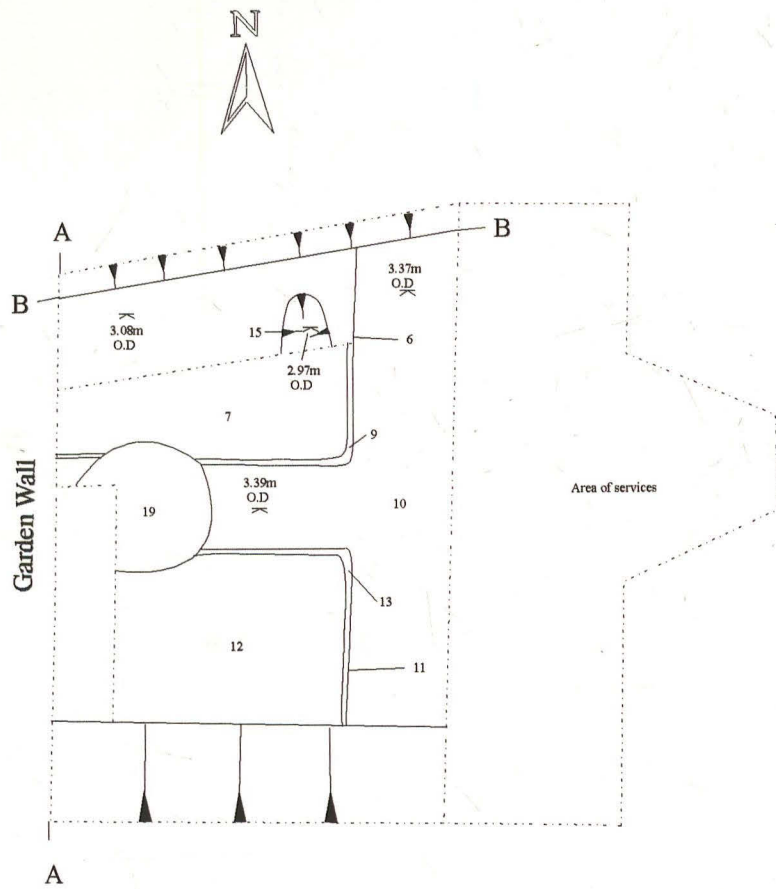 N
A
B
B
3.37m
O.D
3.08m
O.D
15
6
2.97m
O.D
7
9
3.39m
O.D
10
Area of services
19
Garden Wall
13
12
11
A